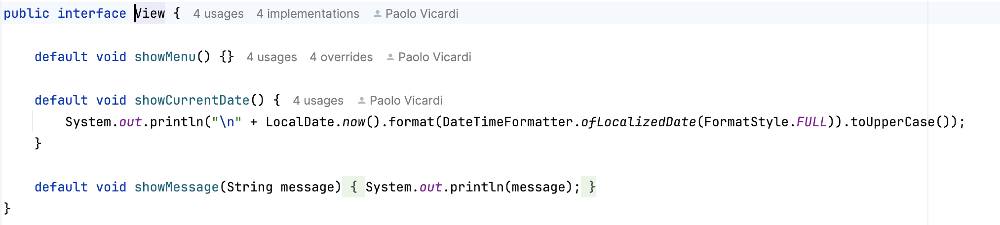 public interface View { 4 usages 4 implementations Paolo Vicardi
default void showMenu() {} 4 usages 4 overrides Paolo Vicardi
default void showCurrentDate() { 4 usages Paolo Vicardi
System.out.println("\n" + LocalDate.now().format(DateTimeFormatter.ofLocalizedDate(FormatStyle.FULL)).toUpperCase());
}
default void showMessage(String message) { System.out.println(message); }
}